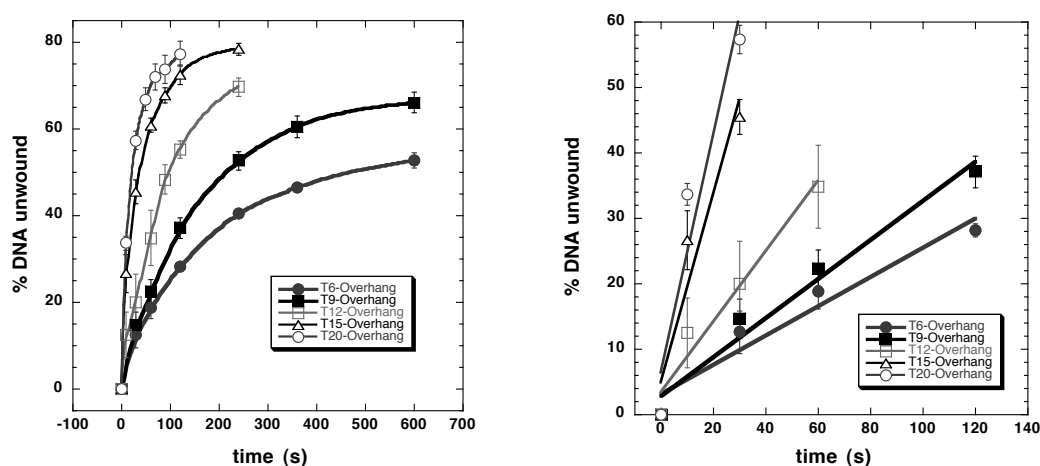 % DNA unwound
80
60
40
20
0
-100 0 100 200 300 400 500 600 700
time (s)
T6-Overhang
T9-Overhang
T12-Overhang
T15-Overhang
T20-Overhang
% DNA unwound
60
50
40
30
20
10
0
0 20 40 60 80 100 120 140
time (s)
T6-Overhang
T9-Overhang
T12-Overhang
T15-Overhang
T20-Overhang